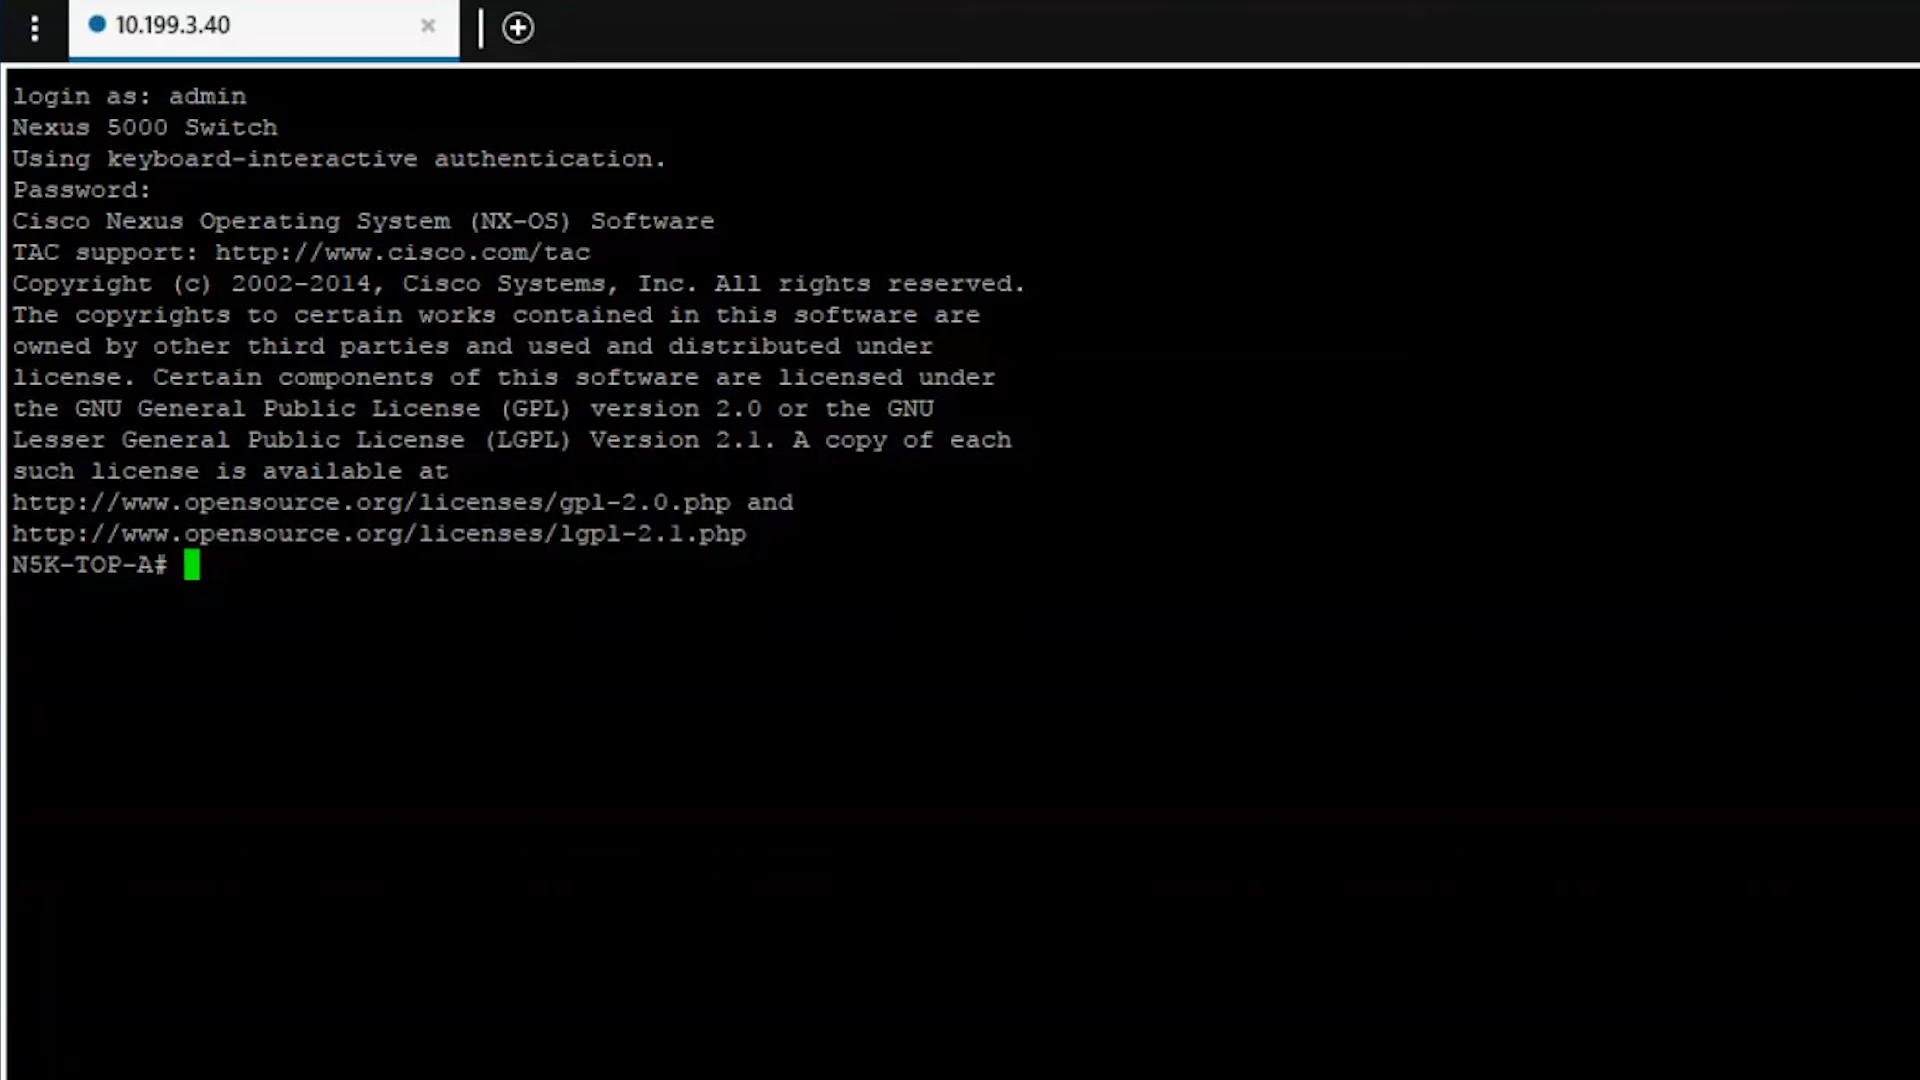 10.199.3.40
login as: admin
Nexus 5000 Switch
Using keyboard-interactive authentication.
Password:
Cisco Nexus Operating System (NX-OS) Software
TAC support: http://www.cisco.com/tac
Copyright (c) 2002-2014, Cisco Systems, Inc. All rights reserved.
The copyrights to certain works contained in this software are
owned by other third parties and used and distributed under
license. Certain components of this software are licensed under
the GNU General Public License (GPL) version 2.0 or the GNU
Lesser General Public License (LGPL) Version 2.1. A copy of each
such license is available at
http://www.opensource.org/licenses/gpl-2.0.php and
http://www.opensource.org/licenses/lgpl-2.1.php
N5K-TOP-A#